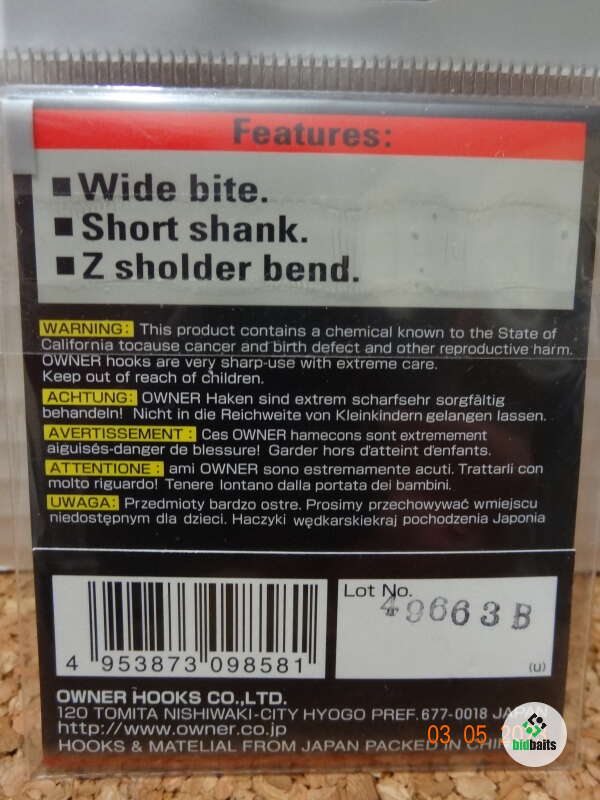 Features:
■ Wide bite.
■ Short shank.
■ Z sholder bend.
WARNING: This product contains a chemical known to the State of
California tocause cancer and birth defect and other reproductive harm.
OWNER hooks are very sharp-use with extreme care.
Keep out of reach of children.
ACHTUNG: OWNER Haken sind extrem scharfsehr sorgfältig
behandeln! Nicht in die Reichweite von Kleinkindern gelangen lassen.
AVERTISSEMENT : Ces OWNER hamecons sont extremement
aiguisés-danger de blessure! Garder hors d'atteint d'enfants.
ATTENTIONE : ami OWNER sono estremamente acuti. Trattarli con
molto riguardo! Tenere lontano dalla portata dei bambini.
UWAGA: Przedmioty bardzo ostre. Prosimy przechowywać wmiejscu
niedostępnym dla dzieci. Haczyki wędkarskiekraj pochodzenia Japonia
Lot No.
49663B
(u)
4 953873 098581
OWNER HOOKS CO.,LTD.
120 TOMITA NISHIWAKI-CITY HYOGO PREF. 677-0018 JAPAN
http://www.owner.co.jp
HOOKS & MATELIAL FROM JAPAN PACKED IN
03 05
bidbaits